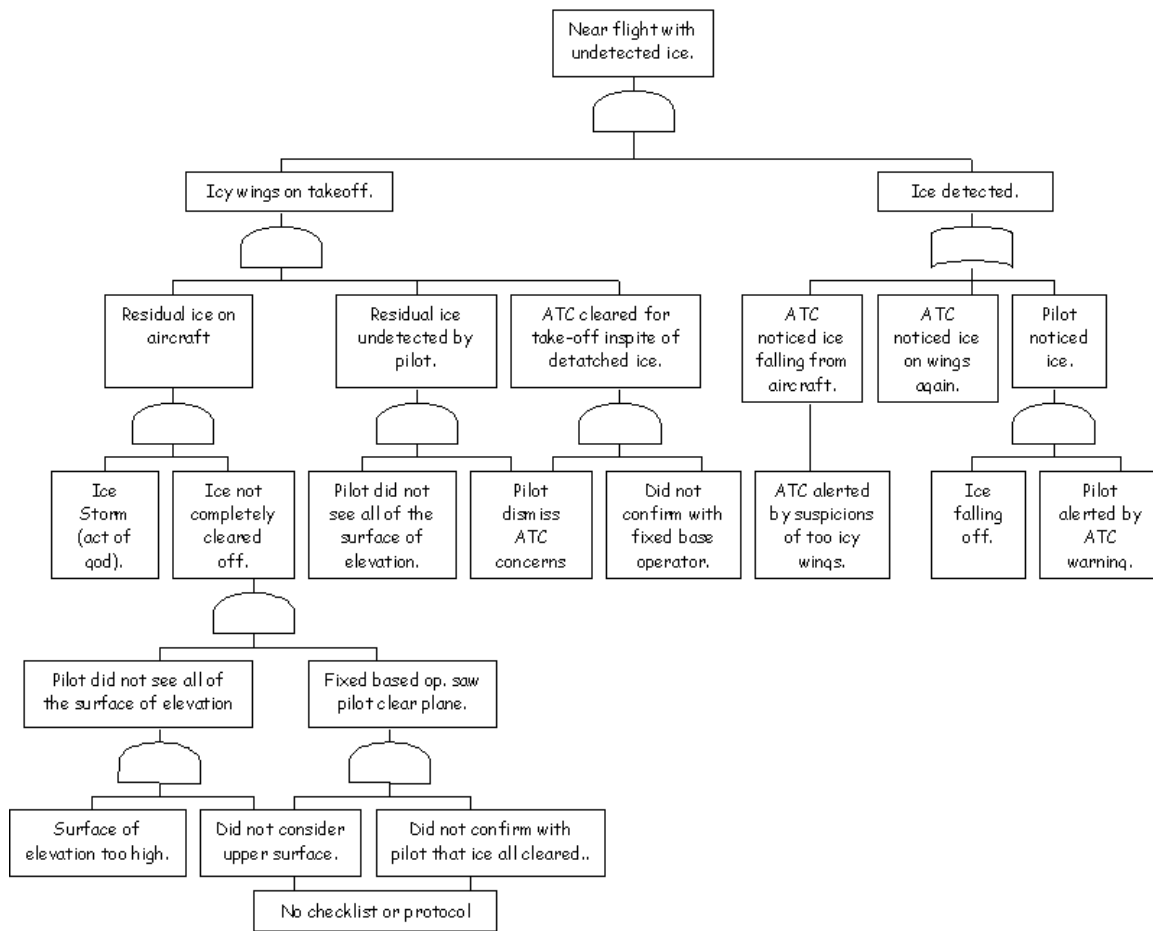 Near flight with
undetected ice.
Icy wings on takeoff.
Ice detected.
Residual ice on
aircraft
Residual ice
undetected by
pilot.
ATC cleared for
take-off inspite of
detatched ice.
ATC
noticed ice
falling from
aircraft.
ATC
noticed ice
on wings
again.
Pilot
noticed
ice.
Ice
Storm
(act of
god).
Ice not
completely
cleared
off.
Pilot did not
see all of the
surface of
elevation.
Pilot
dismiss
ATC
concerns
Did not
confirm with
fixed base
operator.
ATC alerted
by suspicions
of too icy
wings.
Ice
falling
off.
Pilot
alerted by
ATC
warning.
Pilot did not see all of
the surface of elevation
Fixed based op. saw
pilot clear plane.
Surface of
elevation too high.
Did not consider
upper surface.
Did not confirm with
pilot that ice all cleared..
No checklist or protocol